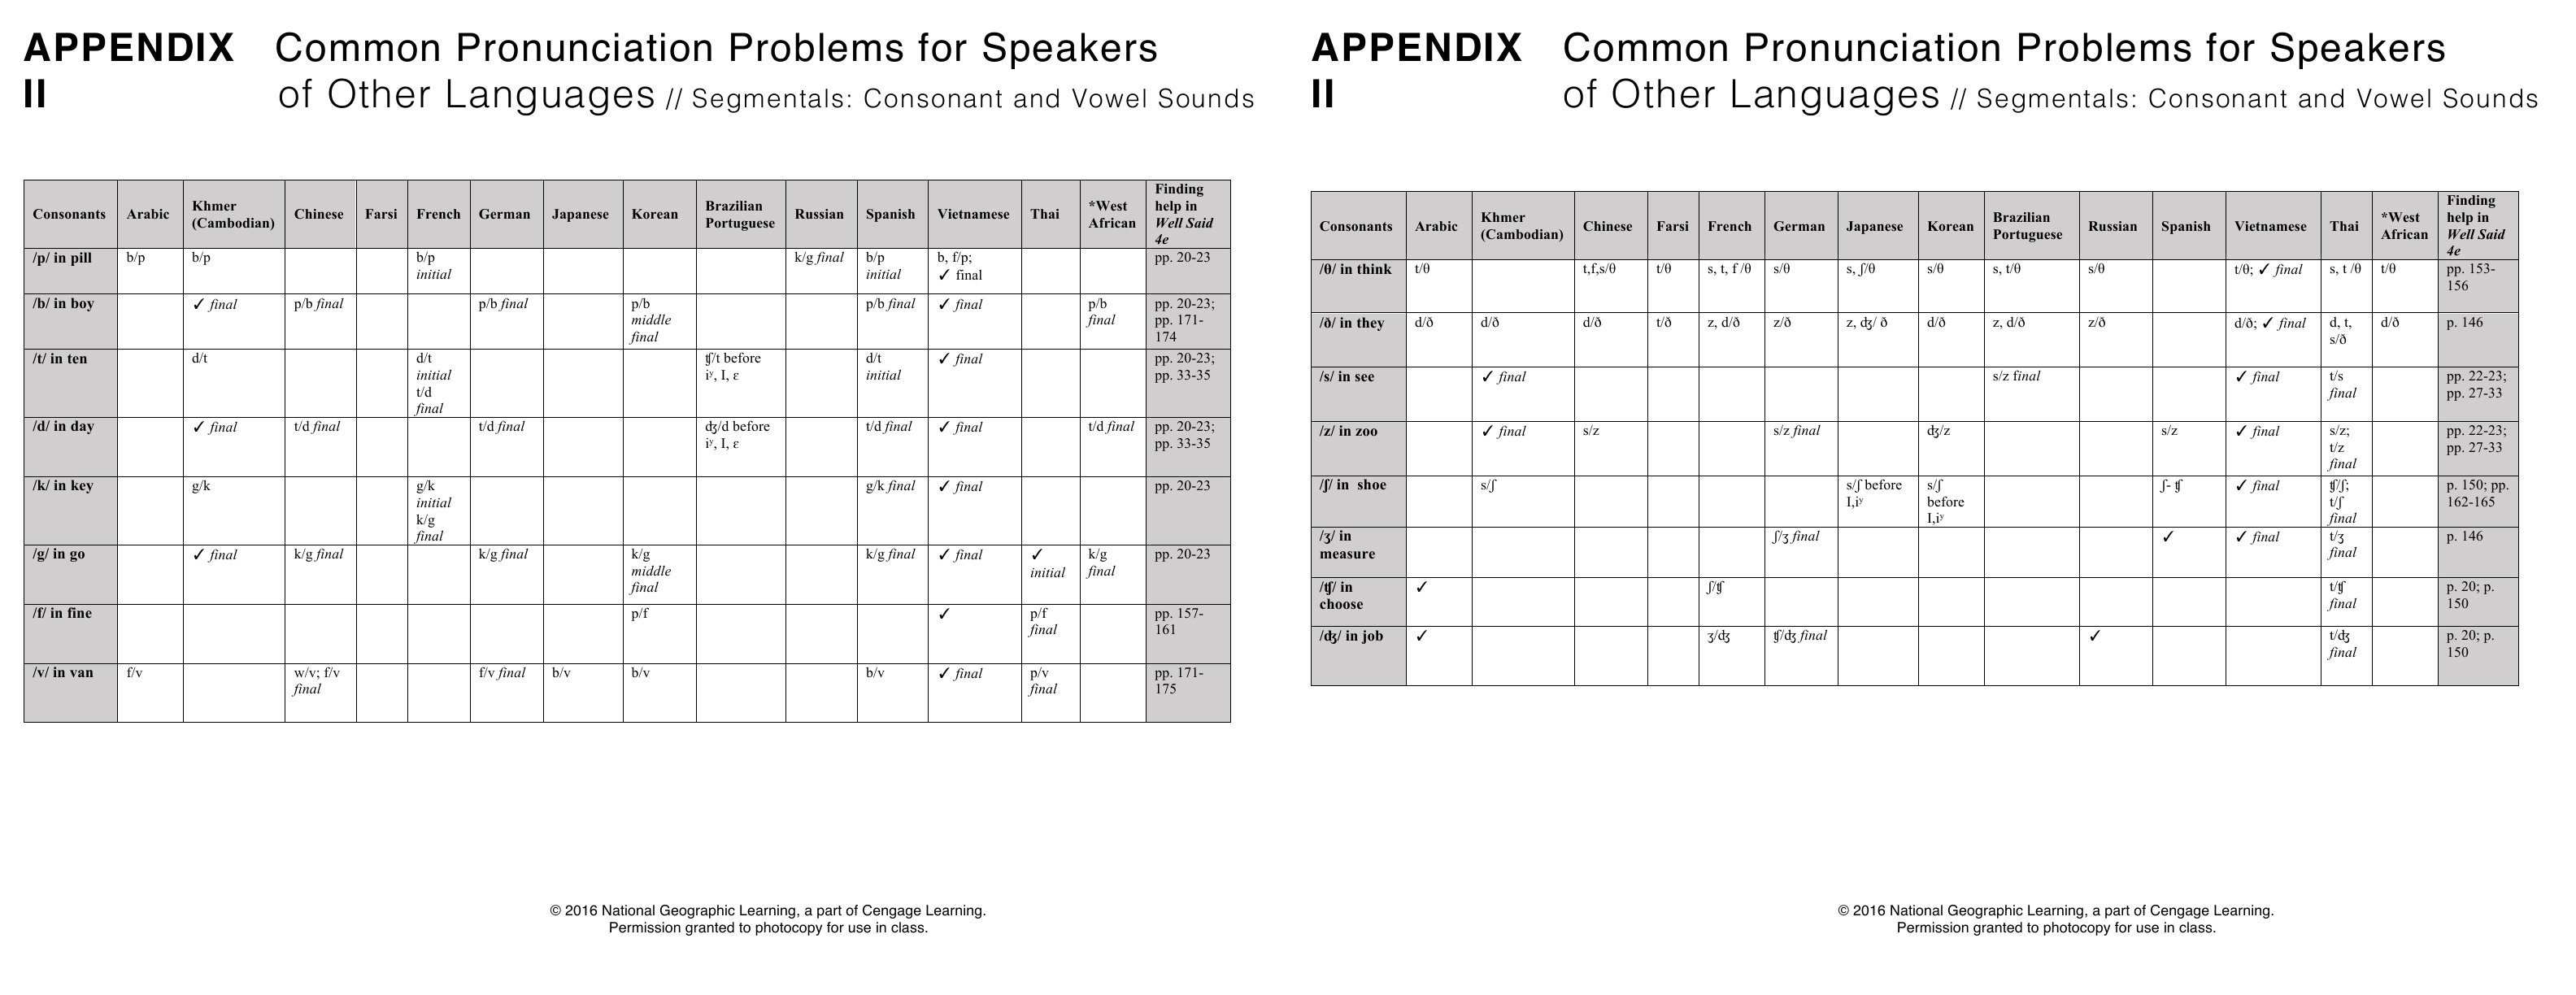 APPENDIX II Common Pronunciation Problems for Speakers
of Other Languages // Segmentals: Consonant and Vowel Sounds
Consonants | Arabic | Khmer (Cambodian) | Chinese | Farsi | French | German | Japanese | Korean | Brazilian Portuguese | Russian | Spanish | Vietnamese | Thai | *West African | Finding help in Well Said 4e
/p/ in pill | b/p | b/p | | | b/p initial | | | | | k/g final | b/p initial | b, f/p; ✓ final | | | pp. 20-23
/b/ in boy | | ✓ final | p/b final | | | p/b final | | p/b middle final | | | p/b final | ✓ final | | p/b final | pp. 20-23; pp. 171-174
/t/ in ten | | d/t | | | d/t initial t/d final | | | | ʧ/t before iʸ, I, ε | | d/t initial | ✓ final | | | pp. 20-23; pp. 33-35
/d/ in day | | ✓ final | t/d final | | | t/d final | | | ʤ/d before iʸ, I, ε | | t/d final | ✓ final | | t/d final | pp. 20-23; pp. 33-35
/k/ in key | | g/k | | | g/k initial k/g final | | | | | | g/k final | ✓ final | | | pp. 20-23
/g/ in go | | ✓ final | k/g final | | | k/g final | | k/g middle final | | | k/g final | ✓ final | ✓ initial | k/g final | pp. 20-23
/f/ in fine | | | | | | | | p/f | | | | ✓ | p/f final | | pp. 157-161
/v/ in van | f/v | | w/v; f/v final | | | f/v final | b/v | b/v | | | b/v | ✓ final | p/v final | | pp. 171-175
© 2016 National Geographic Learning, a part of Cengage Learning.
Permission granted to photocopy for use in class.
APPENDIX II Common Pronunciation Problems for Speakers
of Other Languages // Segmentals: Consonant and Vowel Sounds
Consonants | Arabic | Khmer (Cambodian) | Chinese | Farsi | French | German | Japanese | Korean | Brazilian Portuguese | Russian | Spanish | Vietnamese | Thai | *West African | Finding help in Well Said 4e
/θ/ in think | t/θ | | t,f,s/θ | t/θ | s, t, f /θ | s/θ | s, ʃ/θ | s/θ | s, t/θ | s/θ | | t/θ; ✓ final | s, t /θ | t/θ | pp. 153-156
/ð/ in they | d/ð | d/ð | d/ð | t/ð | z, d/ð | z/ð | z, ʤ/ ð | d/ð | z, d/ð | z/ð | | d/ð; ✓ final | d, t, s/ð | d/ð | p. 146
/s/ in see | | ✓ final | | | | | | | s/z final | | | ✓ final | t/s final | | pp. 22-23; pp. 27-33
/z/ in zoo | | ✓ final | s/z | | | s/z final | | ʤ/z | | | s/z | ✓ final | s/z; t/z final | | pp. 22-23; pp. 27-33
/ʃ/ in shoe | | s/ʃ | | | | | s/ʃ before I,iʸ | s/ʃ before I,iʸ | | | ʃ- ʧ | ✓ final | ʧ/ʃ; t/ʃ final | | p. 150; pp. 162-165
/ʒ/ in measure | | | | | | ʃ/ʒ final | | | | | ✓ | ✓ final | t/ʒ final | | p. 146
/ʧ/ in choose | ✓ | | | | ʃ/ʧ | | | | | | | | t/ʧ final | | p. 20; p. 150
/ʤ/ in job | ✓ | | | | ʒ/ʤ | ʧ/ʤ final | | | | ✓ | | | t/ʤ final | | p. 20; p. 150
© 2016 National Geographic Learning, a part of Cengage Learning.
Permission granted to photocopy for use in class.